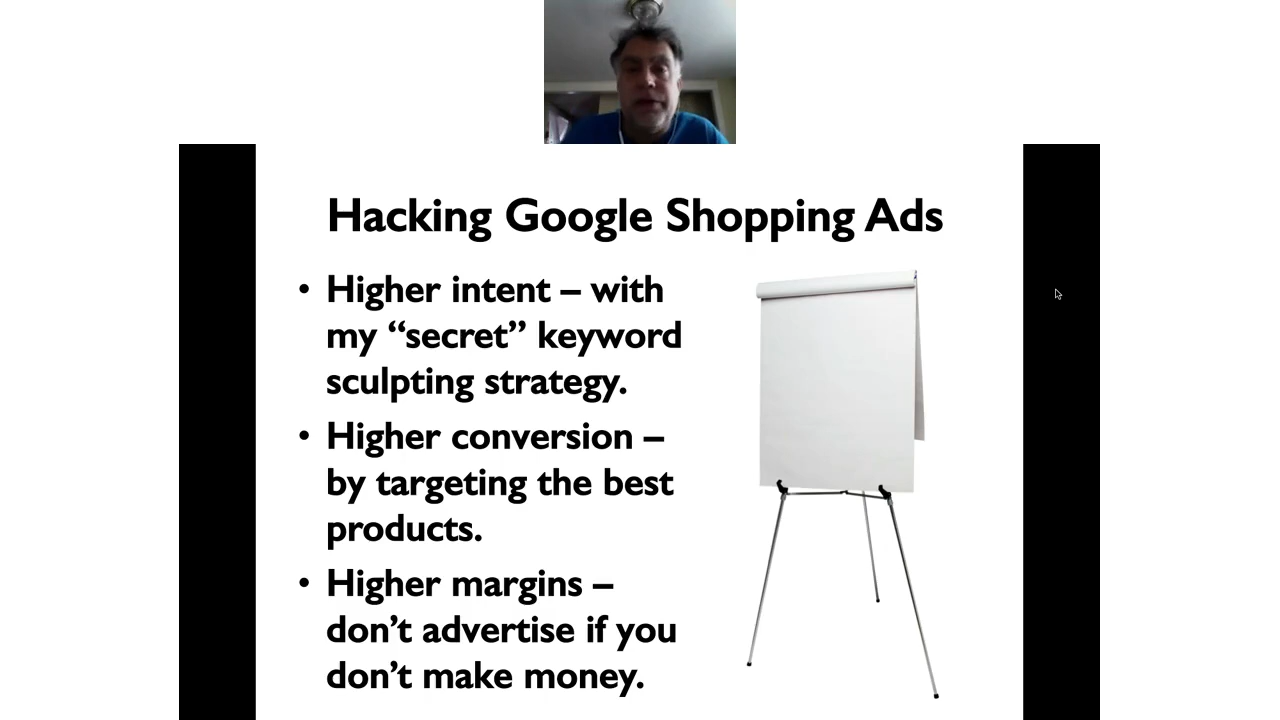 Hacking Google Shopping Ads
• Higher intent – with
my “secret” keyword
sculpting strategy.
• Higher conversion –
by targeting the best
products.
• Higher margins –
don’t advertise if you
don’t make money.